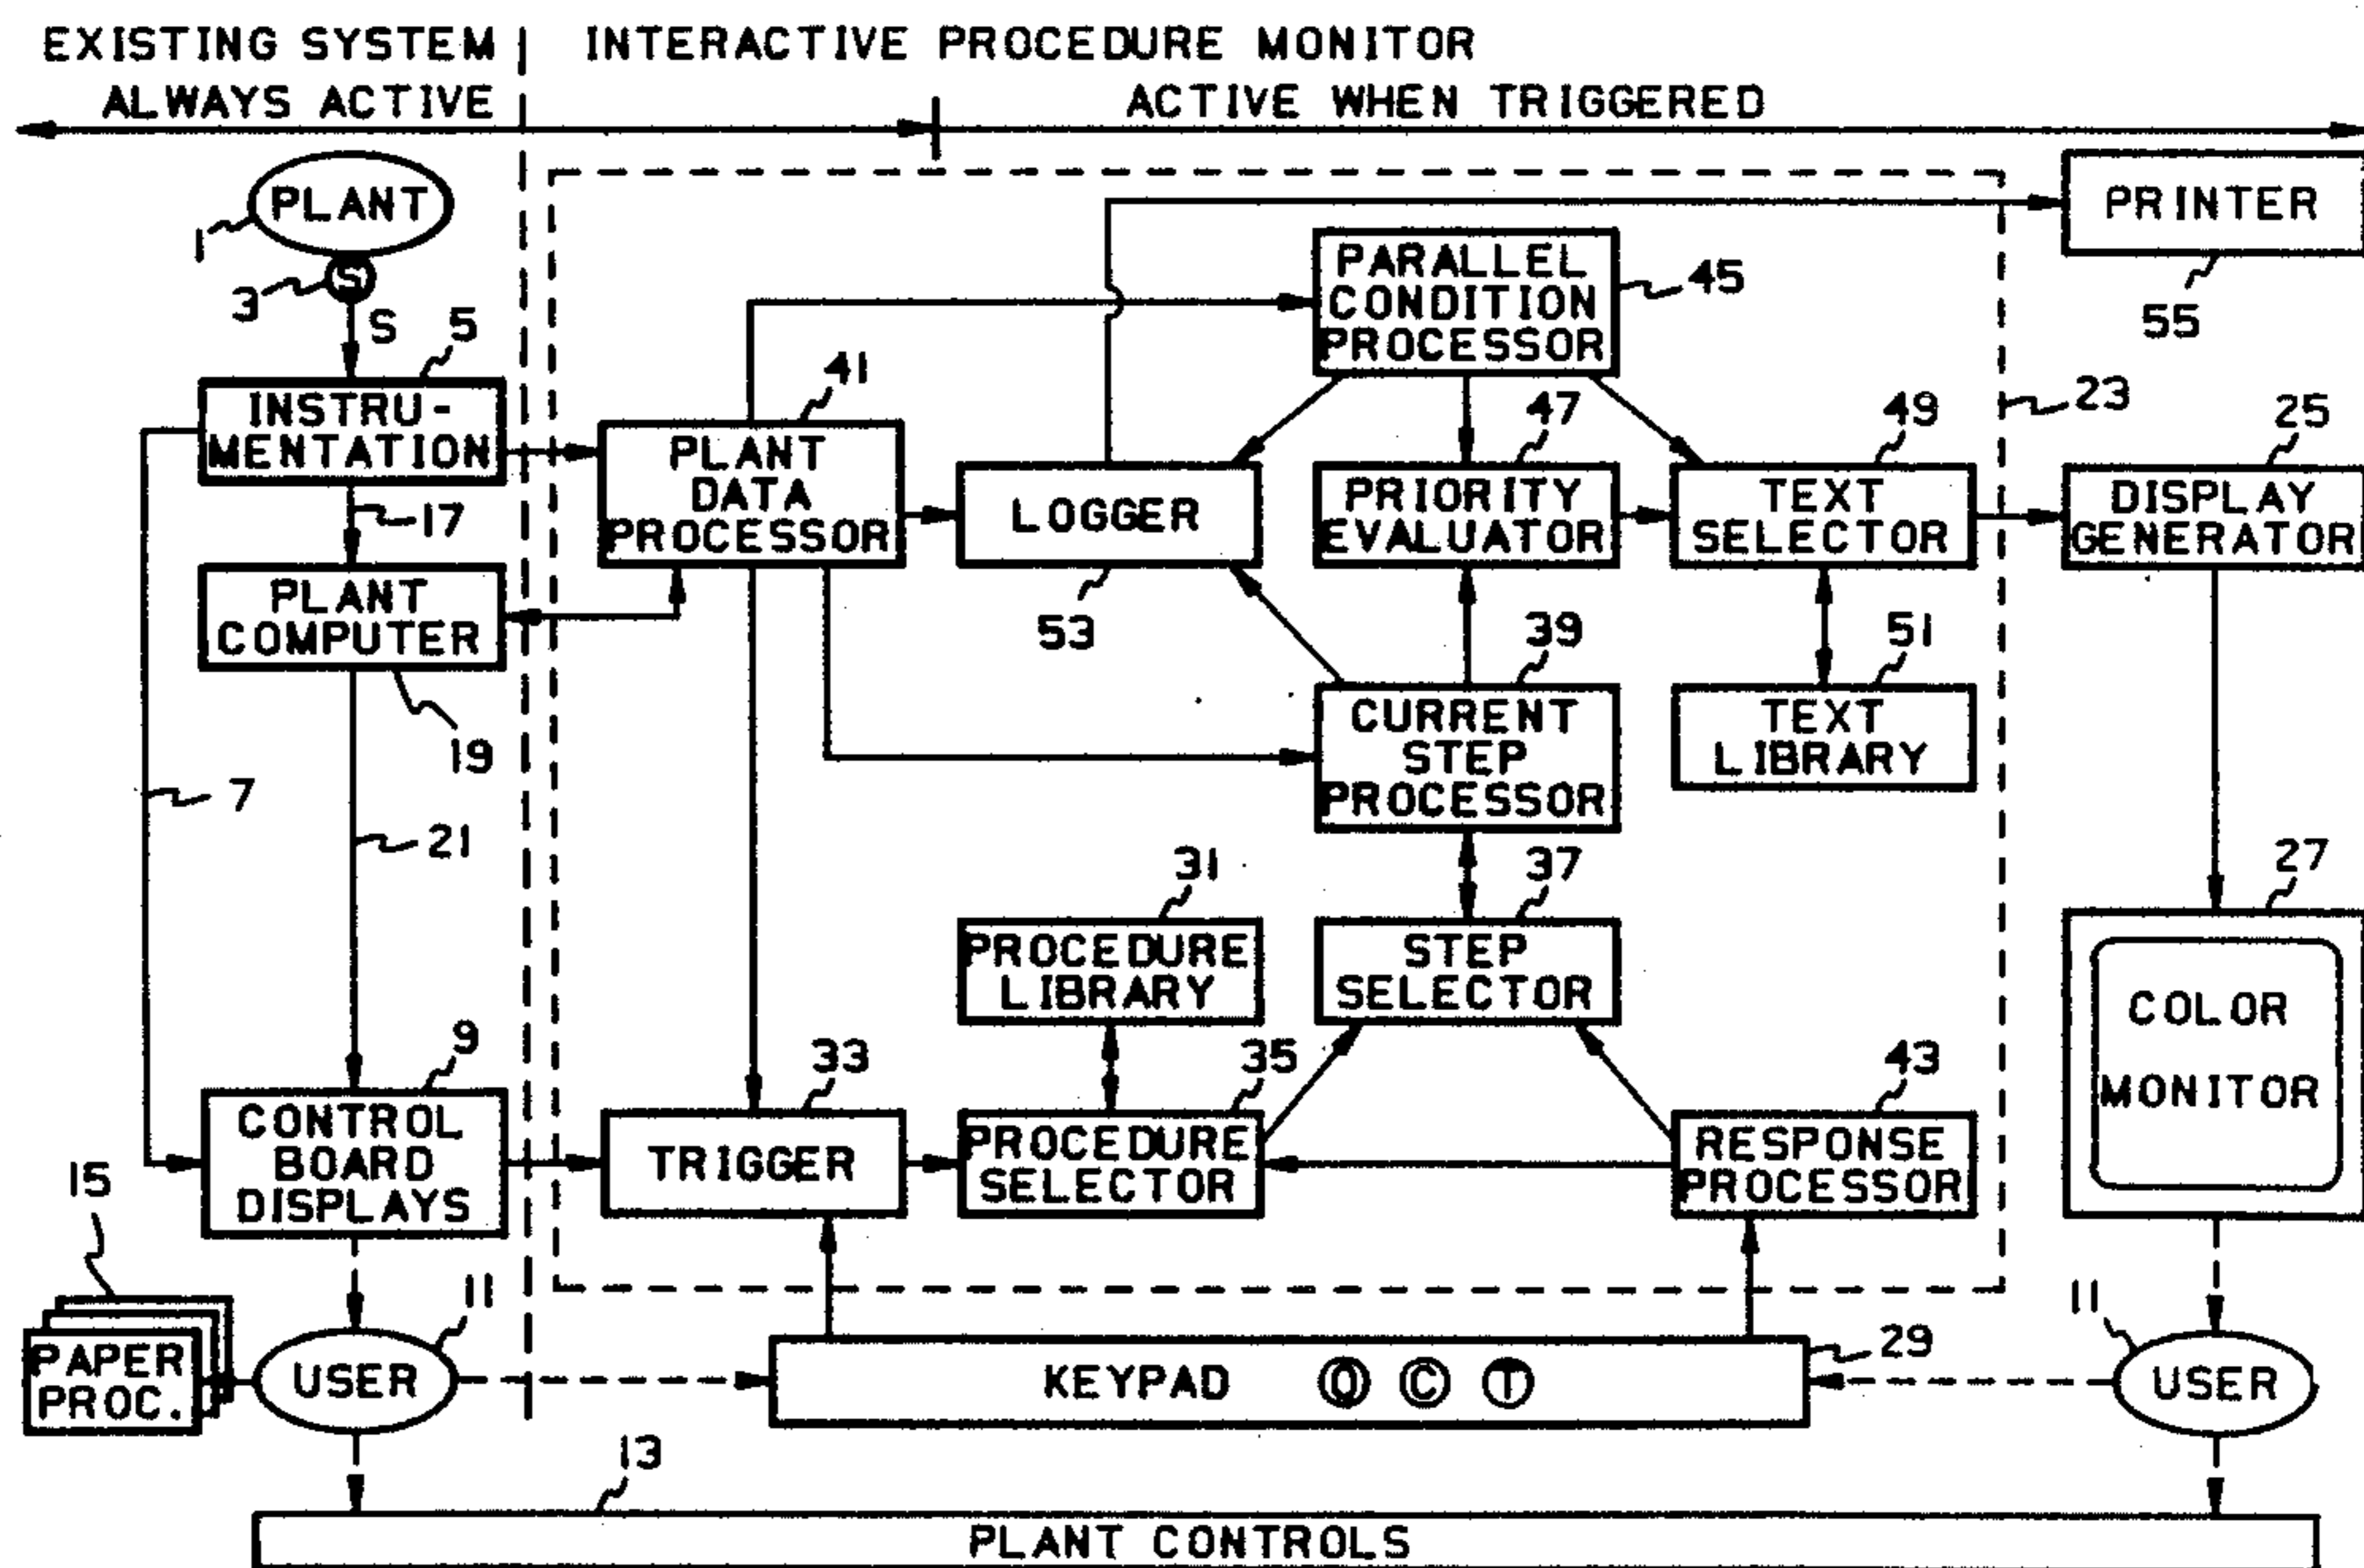 EXISTING SYSTEM
INTERACTIVE PROCEDURE MONITOR
ALWAYS ACTIVE
ACTIVE WHEN TRIGGERED
PLANT
1
S
3
S
5
INSTRU-
MENTATION
17
PLANT
COMPUTER
19
7
21
9
CONTROL
BOARD
DISPLAYS
15
PAPER
PROC.
11
USER
41
PLANT
DATA
PROCESSOR
LOGGER
53
PARALLEL
CONDITION
PROCESSOR
45
PRINTER
55
47
PRIORITY
EVALUATOR
49
TEXT
SELECTOR
23
25
DISPLAY
GENERATOR
39
CURRENT
STEP
PROCESSOR
51
TEXT
LIBRARY
31
PROCEDURE
LIBRARY
37
STEP
SELECTOR
27
COLOR
MONITOR
33
TRIGGER
35
PROCEDURE
SELECTOR
43
RESPONSE
PROCESSOR
KEYPAD O C T
29
11
USER
13
PLANT CONTROLS